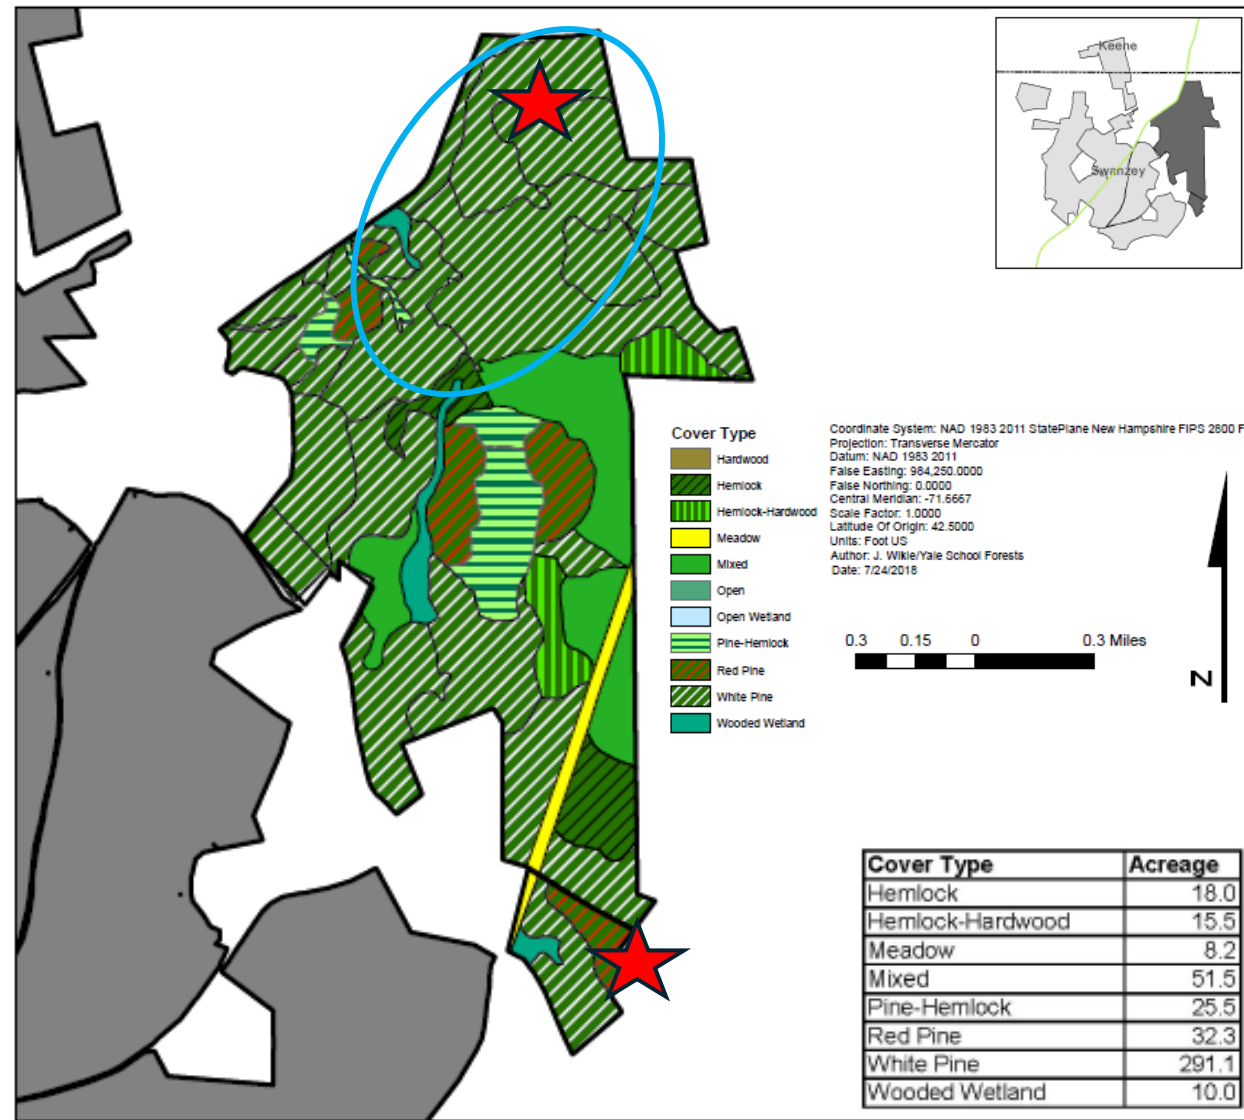 Keene
Swanzey
Cover Type
Hardwood
Hemlock
Hemlock-Hardwood
Meadow
Mixed
Open
Open Wetland
Pine-Hemlock
Red Pine
White Pine
Wooded Wetland
Coordinate System: NAD 1983 2011 StatePlane New Hampshire FIPS 2800 F
Projection: Transverse Mercator
Datum: NAD 1983 2011
False Easting: 984,250.0000
False Northing: 0.0000
Central Meridian: -71.6667
Scale Factor: 1.0000
Latitude Of Origin: 42.5000
Units: Foot US
Author: J. Wikle/Yale School Forests
Date: 7/24/2018
0.3 0.15 0 0.3 Miles
N
Cover Type Acreage
Hemlock 18.0
Hemlock-Hardwood 15.5
Meadow 8.2
Mixed 51.5
Pine-Hemlock 25.5
Red Pine 32.3
White Pine 291.1
Wooded Wetland 10.0